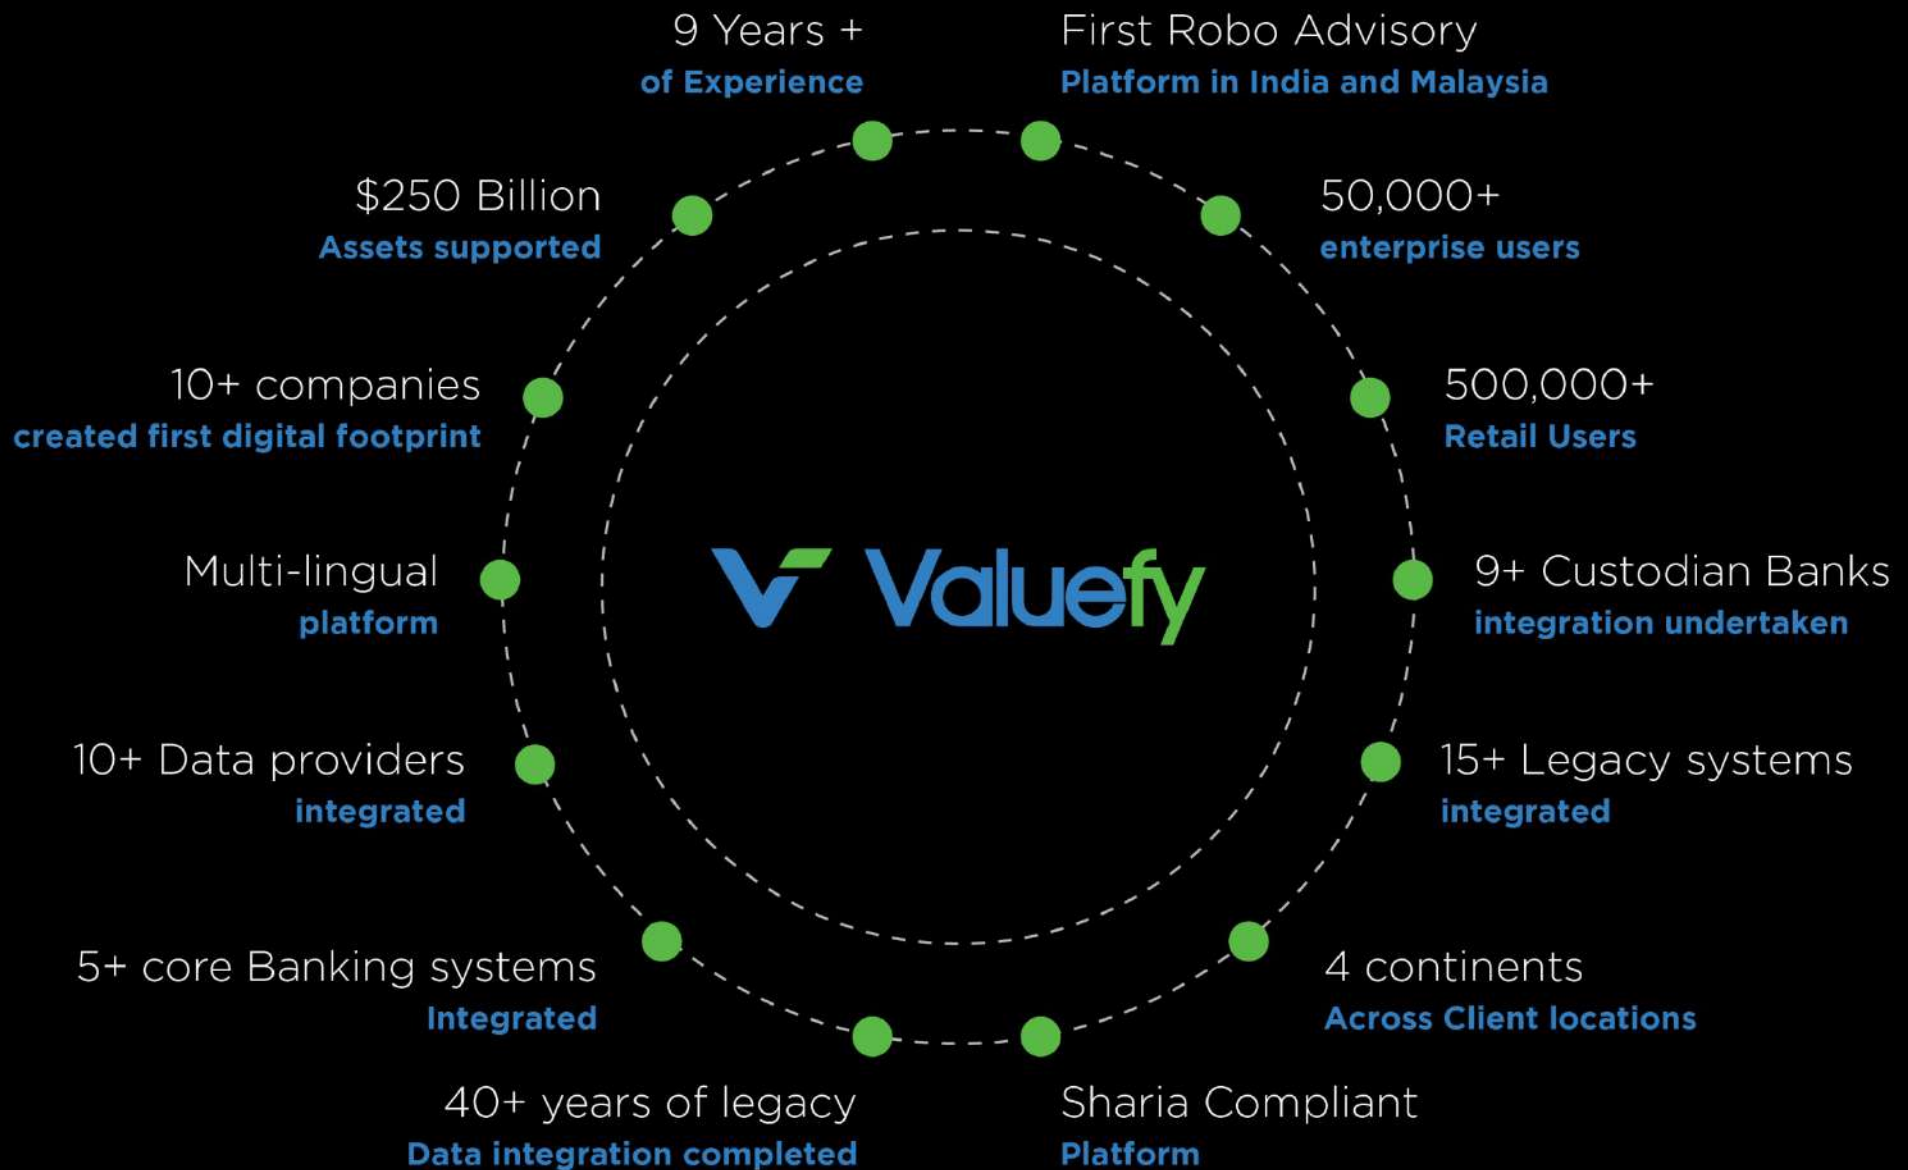 9 Years +
of Experience
First Robo Advisory
Platform in India and Malaysia
$250 Billion
Assets supported
50,000+
enterprise users
10+ companies
created first digital footprint
500,000+
Retail Users
Multi-lingual
platform
Valuefy
9+ Custodian Banks
integration undertaken
10+ Data providers
integrated
15+ Legacy systems
integrated
5+ core Banking systems
Integrated
4 continents
Across Client locations
40+ years of legacy
Data integration completed
Sharia Compliant
Platform